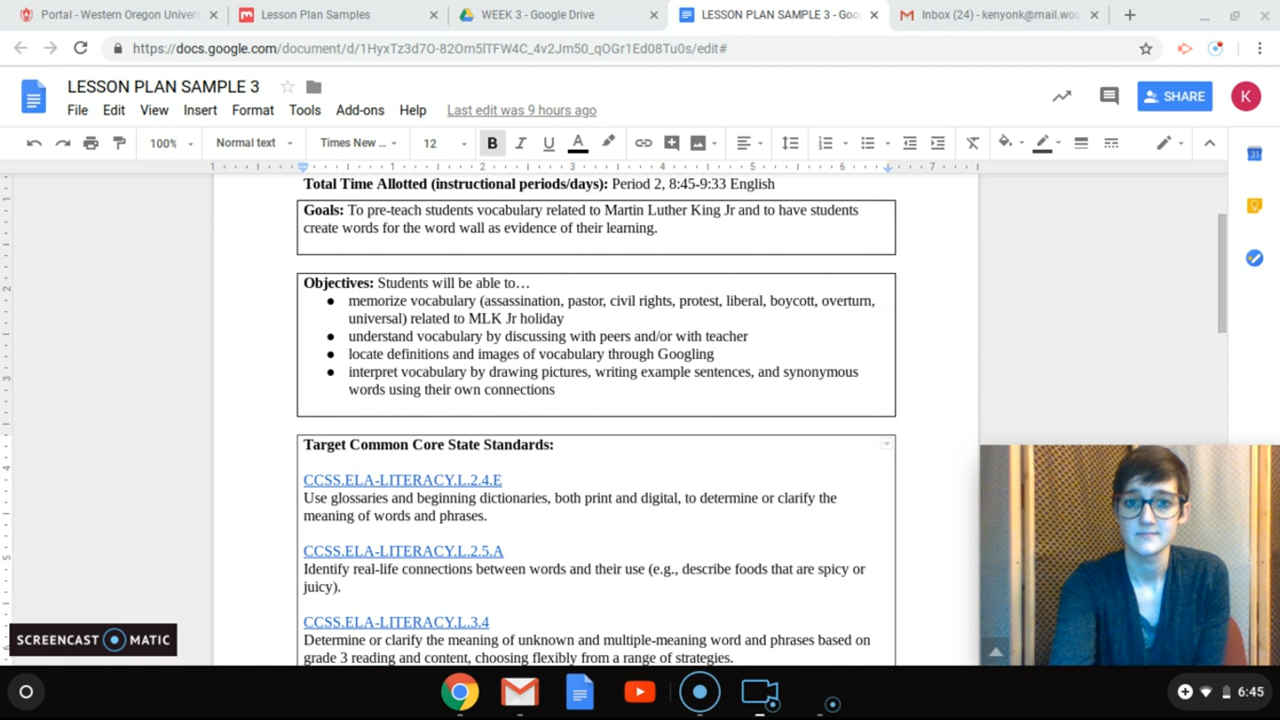 Portal - Western Oregon Univers
Lesson Plan Samples
WEEK 3 - Google Drive
LESSON PLAN SAMPLE 3 - Goo
Inbox (24) - kenyonk@mail.wou
https://docs.google.com/document/d/1HyxTz3d7O-82Om5lTFW4C_4v2Jm50_qOGr1Ed08Tu0s/edit#
LESSON PLAN SAMPLE 3
File Edit View Insert Format Tools Add-ons Help Last edit was 9 hours ago
SHARE
K
100% Normal text Times New ... 12 B I U A
1 1 2 3 4 5 6 7
31
Total Time Allotted (instructional periods/days): Period 2, 8:45-9:33 English
Goals: To pre-teach students vocabulary related to Martin Luther King Jr and to have students
create words for the word wall as evidence of their learning.
Objectives: Students will be able to…
● memorize vocabulary (assassination, pastor, civil rights, protest, liberal, boycott, overturn,
universal) related to MLK Jr holiday
● understand vocabulary by discussing with peers and/or with teacher
● locate definitions and images of vocabulary through Googling
● interpret vocabulary by drawing pictures, writing example sentences, and synonymous
words using their own connections
Target Common Core State Standards:
CCSS.ELA-LITERACY.L.2.4.E
Use glossaries and beginning dictionaries, both print and digital, to determine or clarify the
meaning of words and phrases.
CCSS.ELA-LITERACY.L.2.5.A
Identify real-life connections between words and their use (e.g., describe foods that are spicy or
juicy).
CCSS.ELA-LITERACY.L.3.4
Determine or clarify the meaning of unknown and multiple-meaning word and phrases based on
grade 3 reading and content, choosing flexibly from a range of strategies.
SCREENCAST MATIC
6:45